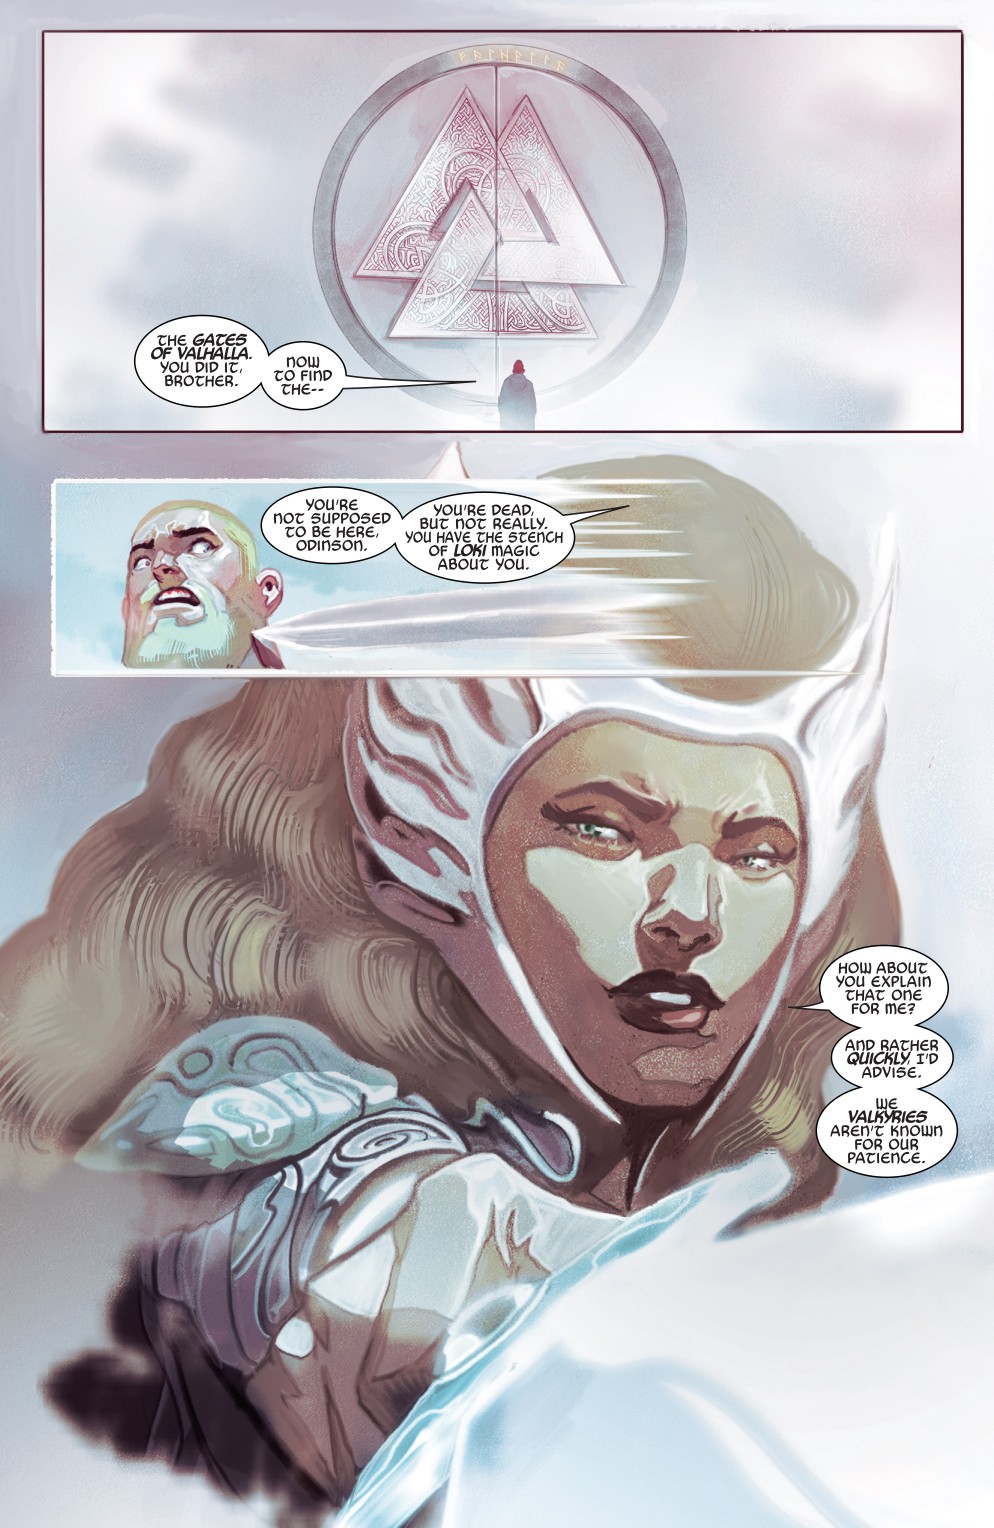 THE GATES
OF VALHALLA.
YOU DID IT,
BROTHER.
NOW
TO FIND
THE--
YOU'RE
NOT SUPPOSED
TO BE HERE,
ODINSON.
YOU'RE DEAD,
BUT NOT REALLY.
YOU HAVE THE STENCH
OF LOKI MAGIC
ABOUT YOU.
HOW ABOUT
YOU EXPLAIN
THAT ONE
FOR ME?
AND RATHER
QUICKLY, I'D
ADVISE.
WE
VALKYRIES
AREN'T KNOWN
FOR OUR
PATIENCE.